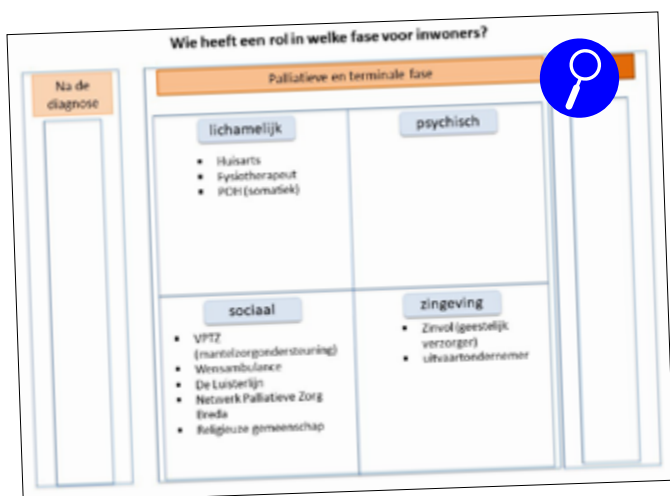 Wie heeft een rol in welke fase voor inwoners?
Na de
diagnose
Palliatieve en terminale fase
lichamelijk
Huisarts
Fysiotherapeut
POH (somatiek)
psychisch
sociaal
VPTZ
(mantelzorgondersteuning)
Wensambulance
De Luisterlijn
Netwerk Palliatieve Zorg
Breda
Religieuze gemeenschap
zingeving
Zinvol (geestelijk
verzorger)
uitvaartondernemer